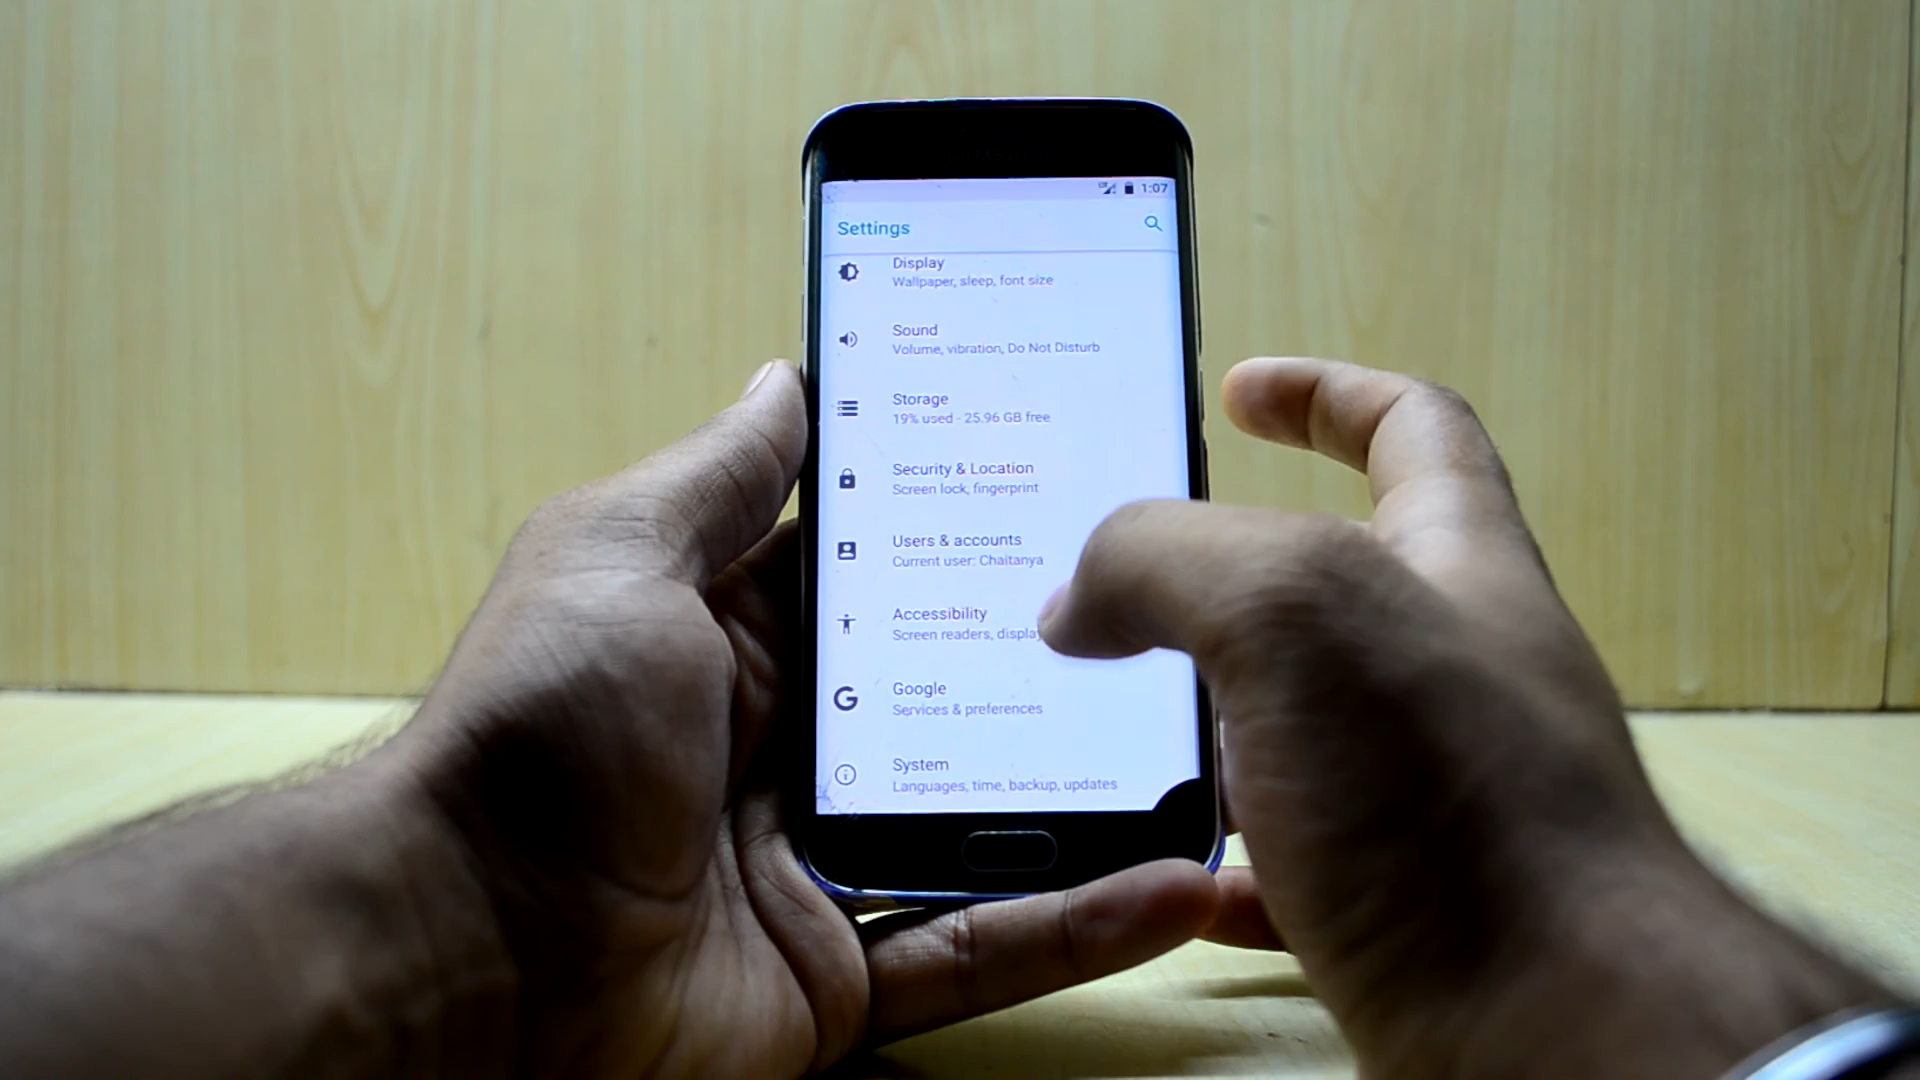 1:07
Settings
Display
Wallpaper, sleep, font size
Sound
Volume, vibration, Do Not Disturb
Storage
19% used - 25.96 GB free
Security & Location
Screen lock, fingerprint
Users & accounts
Current user: Chaitanya
Accessibility
Screen readers, display
Google
Services & preferences
System
Languages, time, backup, updates